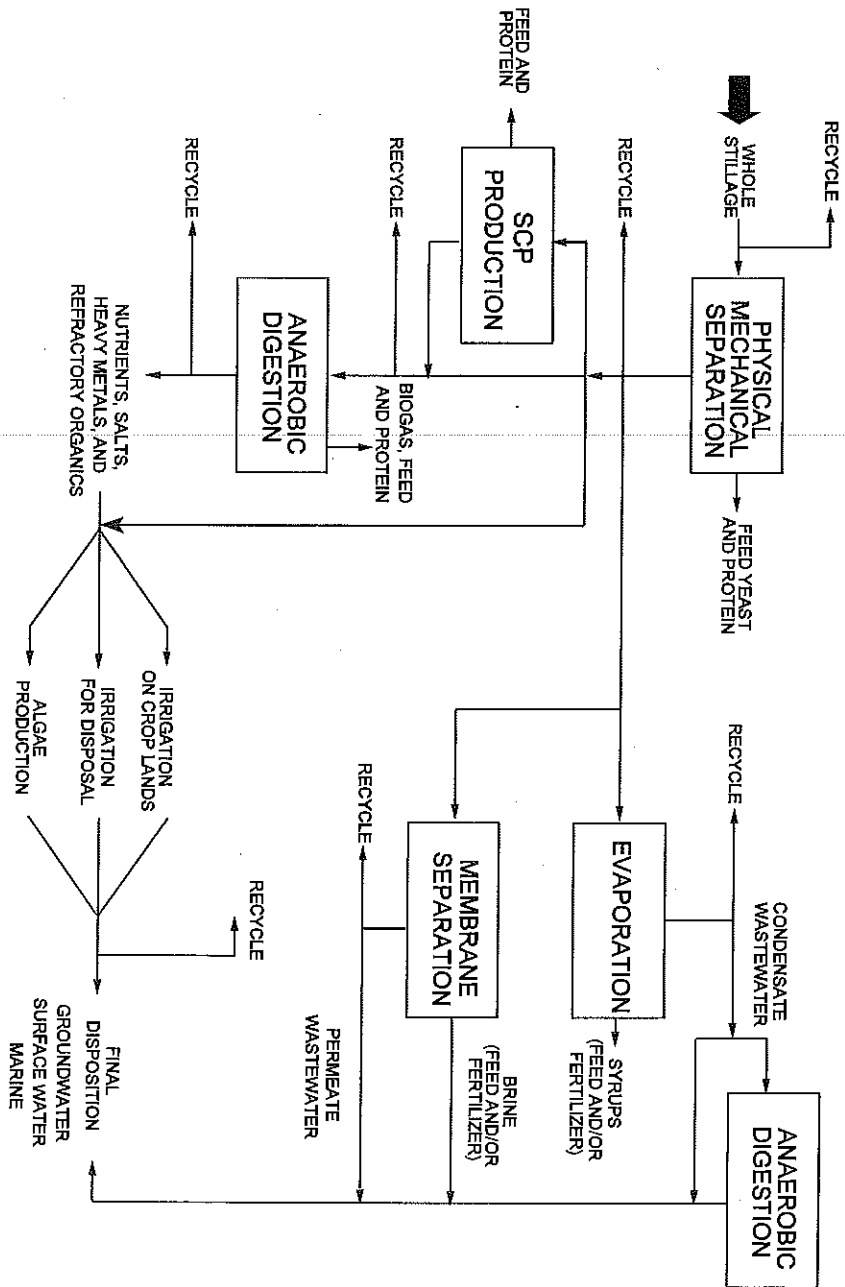 RECYCLE
WHOLE
STILLAGE
PHYSICAL
MECHANICAL
SEPARATION
FEED YEAST
AND PROTEIN
FEED AND
PROTEIN
SCP
PRODUCTION
RECYCLE
RECYCLE
BIOGAS, FEED
AND PROTEIN
RECYCLE
ANAEROBIC
DIGESTION
NUTRIENTS, SALTS,
HEAVY METALS, AND
REFRACTORY ORGANICS
RECYCLE
CONDENSATE
WASTEWATER
ANAEROBIC
DIGESTION
EVAPORATION
SYRUPS
(FEED AND/OR
FERTILIZER)
RECYCLE
MEMBRANE
SEPARATION
BRINE
(FEED AND/OR
FERTILIZER)
PERMEATE
WASTEWATER
IRRIGATION
ON CROP LANDS
IRRIGATION
FOR DISPOSAL
ALGAE
PRODUCTION
RECYCLE
FINAL
DISPOSITION
GROUNDWATER
SURFACE WATER
MARINE